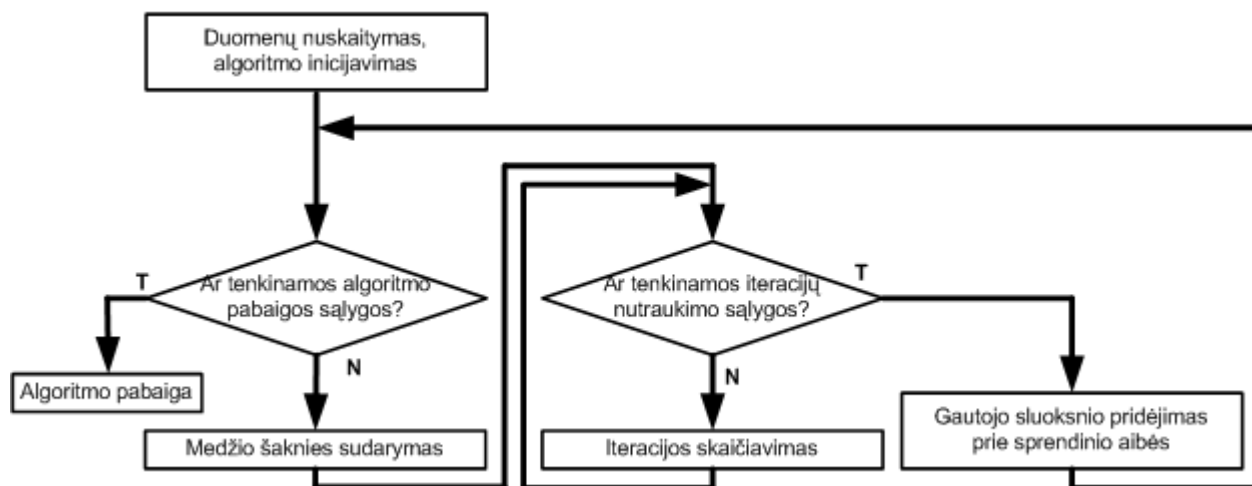 Duomenų nuskaitymas,
algoritmo inicijavimas
T
Ar tenkinamos algoritmo
pabaigos sąlygos?
N
Algoritmo pabaiga
Medžio šaknies sudarymas
Ar tenkinamos iteracijų
nutraukimo sąlygos?
T
N
Iteracijos skaičiavimas
Gautojo sluoksnio pridėjimas
prie sprendinio aibės